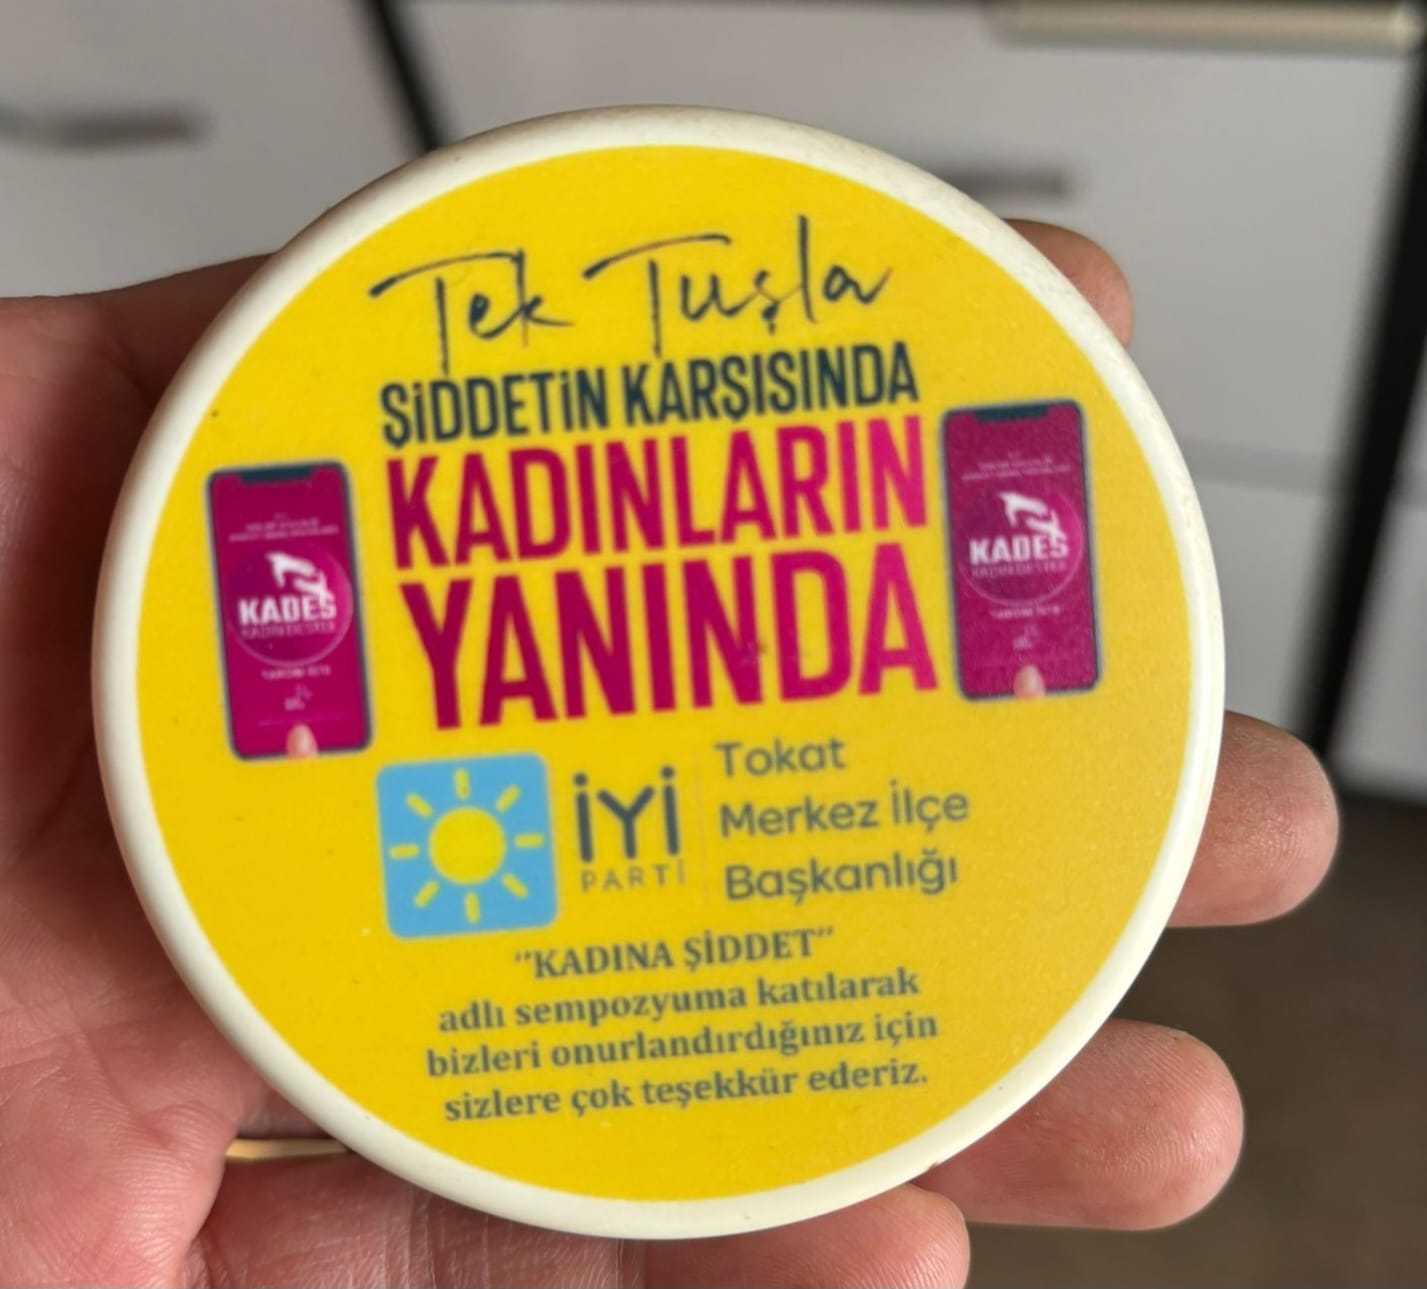 Tek Tuşla
ŞİDDETİN KARŞISINDA
KADINLARIN
YANINDA
KADES
KADES
İYİ
PARTİ
Tokat
Merkez İlçe
Başkanlığı
"KADINA ŞİDDET"
adlı sempozyuma katılarak
bizleri onurlandırdığınız için
sizlere çok teşekkür ederiz.